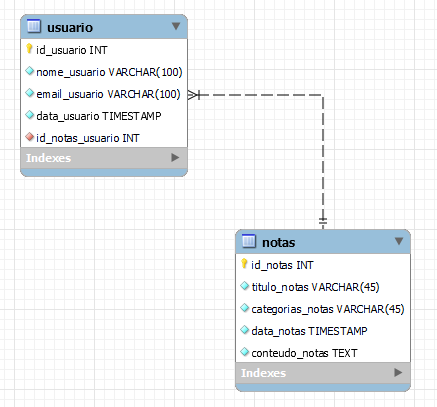 usuario
id_usuario INT
nome_usuario VARCHAR(100)
email_usuario VARCHAR(100)
data_usuario TIMESTAMP
id_notas_usuario INT
Indexes
notas
id_notas INT
titulo_notas VARCHAR(45)
categorias_notas VARCHAR(45)
data_notas TIMESTAMP
conteudo_notas TEXT
Indexes